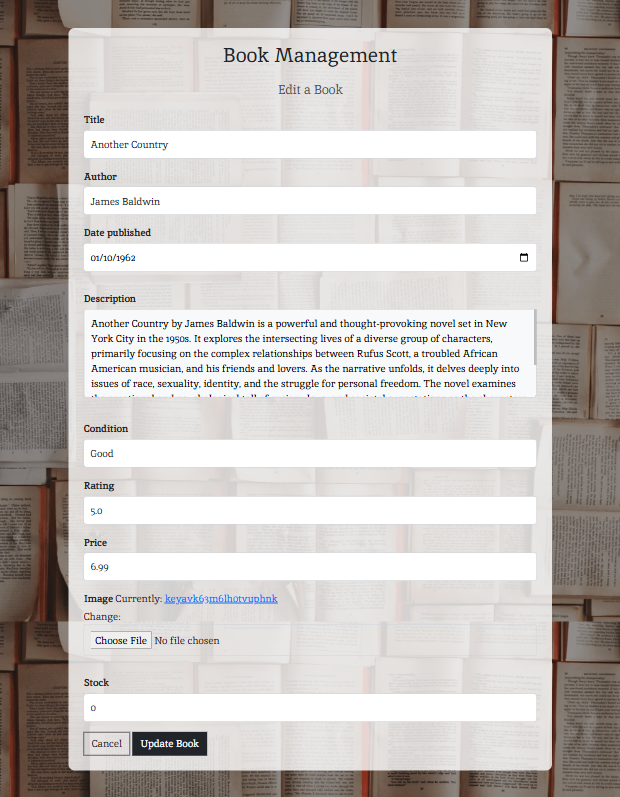 Book Management
Edit a Book
Title
Another Country
Author
James Baldwin
Date published
01/10/1962
Description
Another Country by James Baldwin is a powerful and thought-provoking novel set in New
York City in the 1950s. It explores the intersecting lives of a diverse group of characters,
primarily focusing on the complex relationships between Rufus Scott, a troubled African
American musician, and his friends and lovers. As the narrative unfolds, it delves deeply into
issues of race, sexuality, identity, and the struggle for personal freedom. The novel examines
Condition
Good
Rating
5.0
Price
6.99
Image Currently: keyavk63m6lhotvuphnk
Change:
Choose File No file chosen
Stock
0
Cancel Update Book